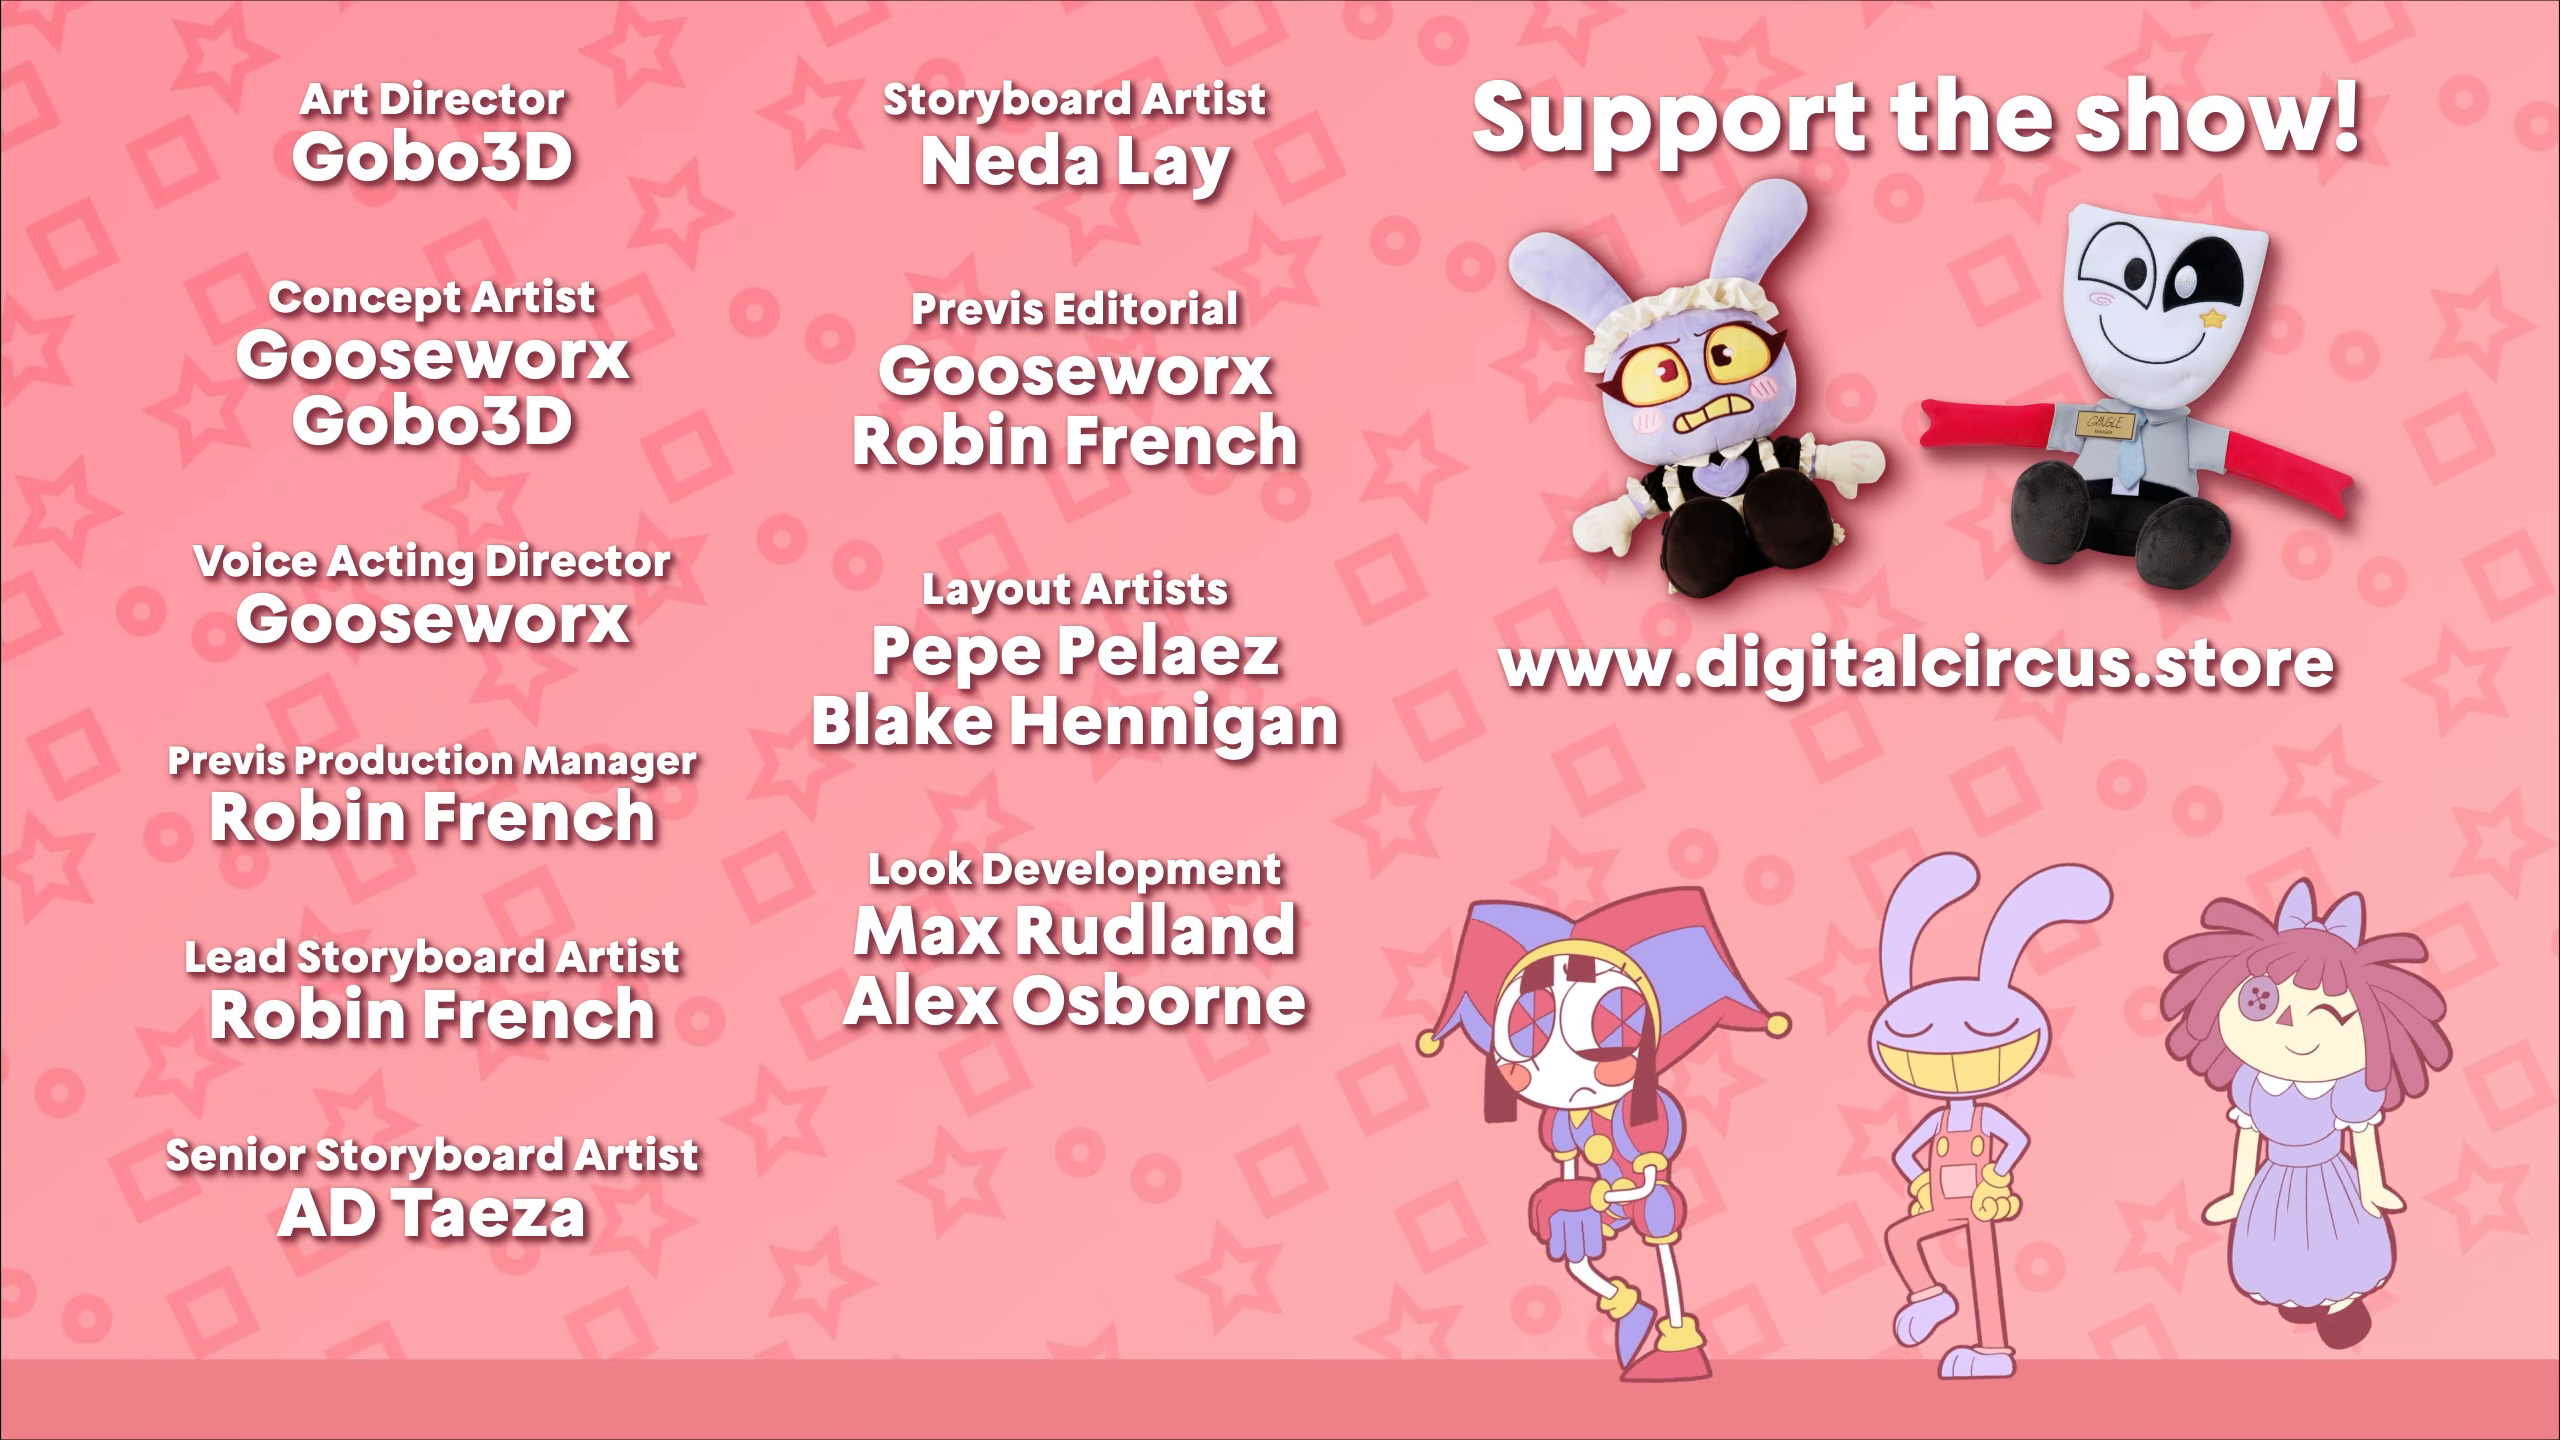 Art Director
Gobo3D
Concept Artist
Gooseworx
Gobo3D
Voice Acting Director
Gooseworx
Previs Production Manager
Robin French
Lead Storyboard Artist
Robin French
Senior Storyboard Artist
AD Taeza
Storyboard Artist
Neda Lay
Previs Editorial
Gooseworx
Robin French
Layout Artists
Pepe Pelaez
Blake Hennigan
Look Development
Max Rudland
Alex Osborne
Support the show!
GANGLE
MANAGER
www.digitalcircus.store